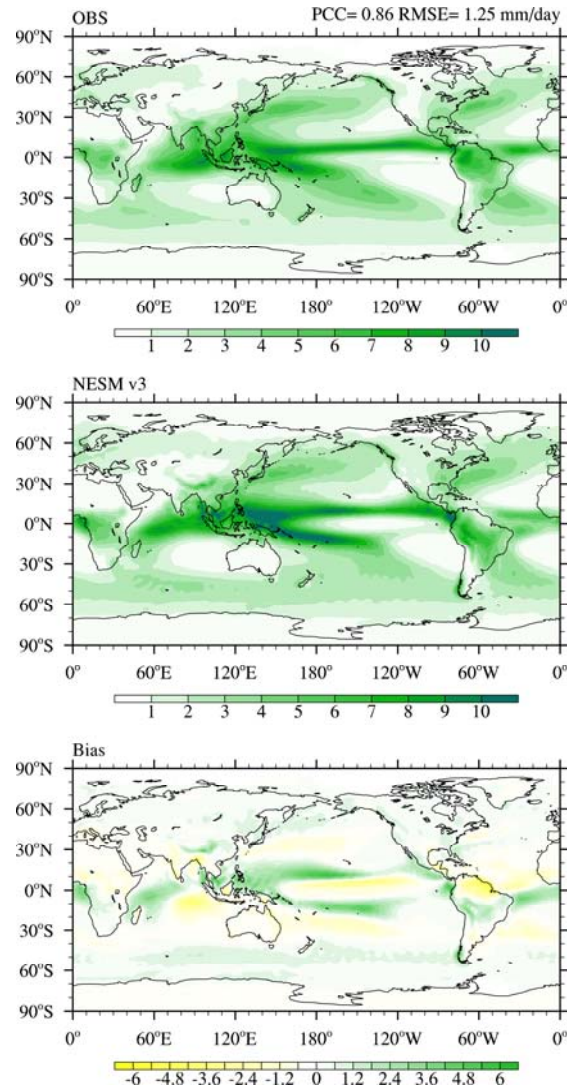 OBS PCC= 0.86 RMSE= 1.25 mm/day
90°N
60°N
30°N
0°N
30°S
60°S
90°S
0° 60°E 120°E 180° 120°W 60°W 0°
1 2 3 4 5 6 7 8 9 10
NESM v3
90°N
60°N
30°N
0°N
30°S
60°S
90°S
0° 60°E 120°E 180° 120°W 60°W 0°
1 2 3 4 5 6 7 8 9 10
Bias
90°N
60°N
30°N
0°N
30°S
60°S
90°S
0° 60°E 120°E 180° 120°W 60°W 0°
-6 -4.8 -3.6 -2.4 -1.2 0 1.2 2.4 3.6 4.8 6